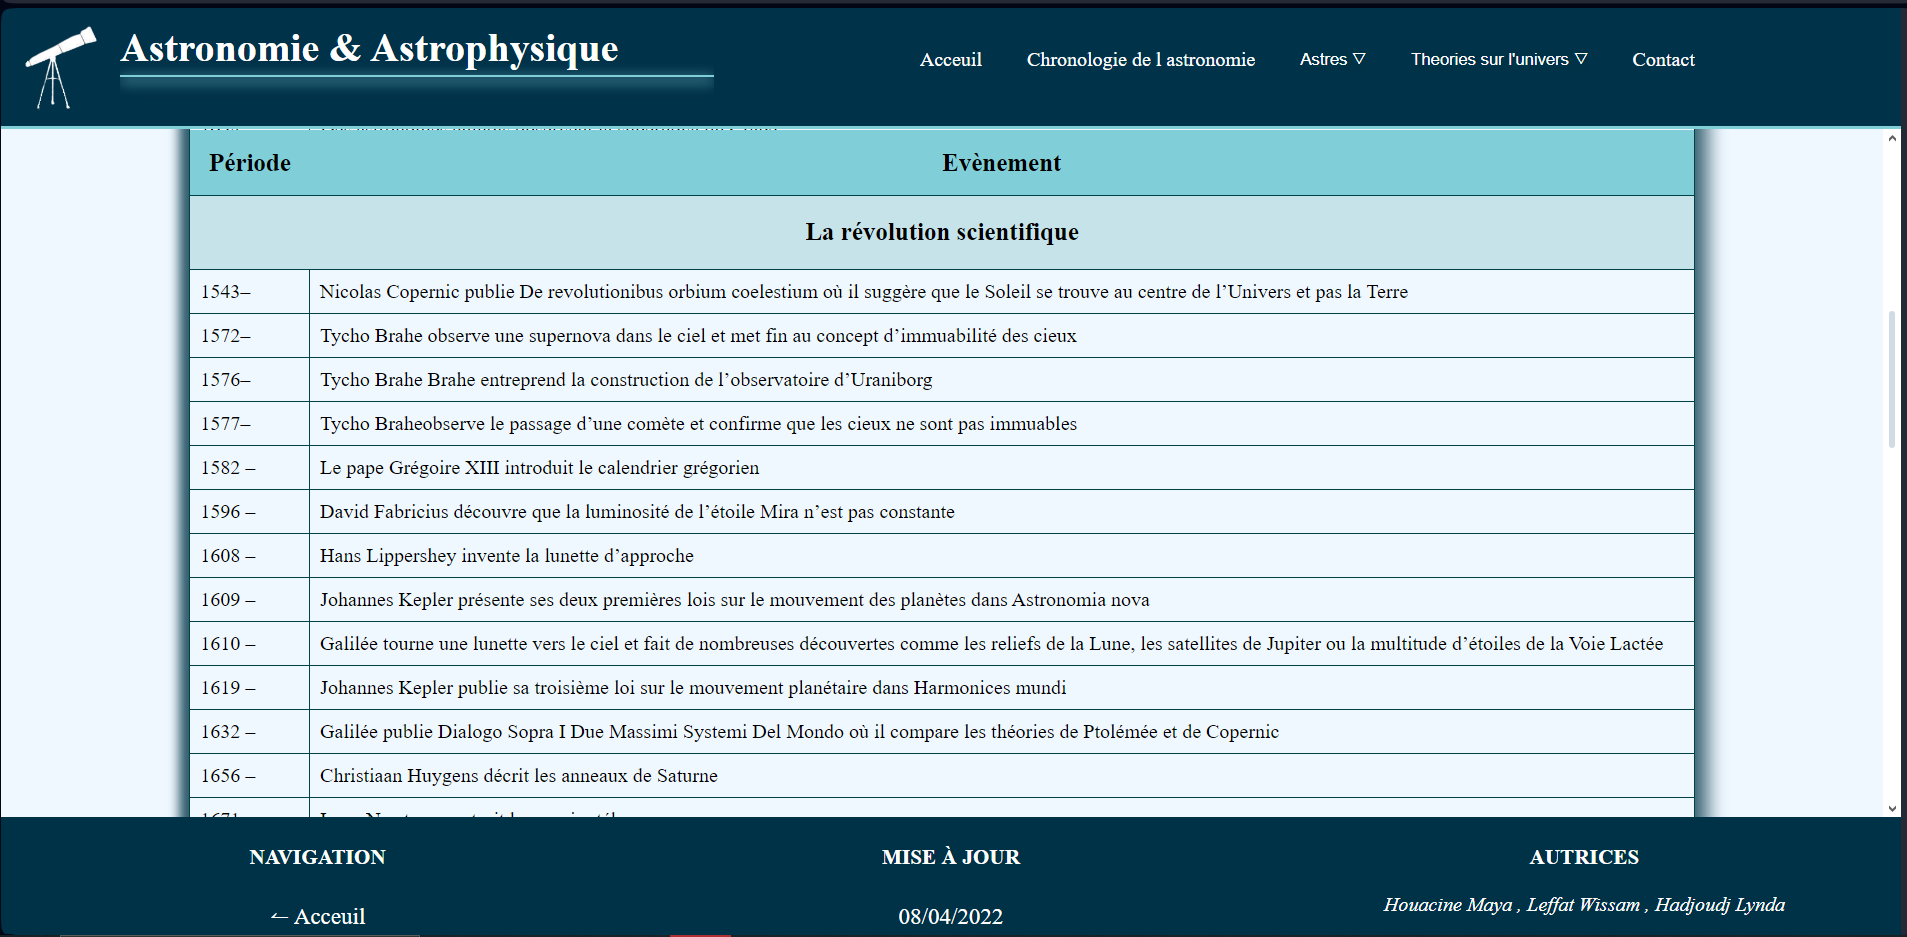 Astronomie & Astrophysique
Acceuil
Chronologie de l astronomie
Astres ▽
Theories sur l'univers ▽
Contact
Période Evènement
La révolution scientifique
1543– Nicolas Copernic publie De revolutionibus orbium coelestium où il suggère que le Soleil se trouve au centre de l’Univers et pas la Terre
1572– Tycho Brahe observe une supernova dans le ciel et met fin au concept d’immuabilité des cieux
1576– Tycho Brahe Brahe entreprend la construction de l’observatoire d’Uraniborg
1577– Tycho Braheobserve le passage d’une comète et confirme que les cieux ne sont pas immuables
1582 – Le pape Grégoire XIII introduit le calendrier grégorien
1596 – David Fabricius découvre que la luminosité de l’étoile Mira n’est pas constante
1608 – Hans Lippershey invente la lunette d’approche
1609 – Johannes Kepler présente ses deux premières lois sur le mouvement des planètes dans Astronomia nova
1610 – Galilée tourne une lunette vers le ciel et fait de nombreuses découvertes comme les reliefs de la Lune, les satellites de Jupiter ou la multitude d’étoiles de la Voie Lactée
1619 – Johannes Kepler publie sa troisième loi sur le mouvement planétaire dans Harmonices mundi
1632 – Galilée publie Dialogo Sopra I Due Massimi Systemi Del Mondo où il compare les théories de Ptolémée et de Copernic
1656 – Christiaan Huygens décrit les anneaux de Saturne
NAVIGATION
← Acceuil
MISE À JOUR
08/04/2022
AUTRICES
Houacine Maya , Leffat Wissam , Hadjoudj Lynda